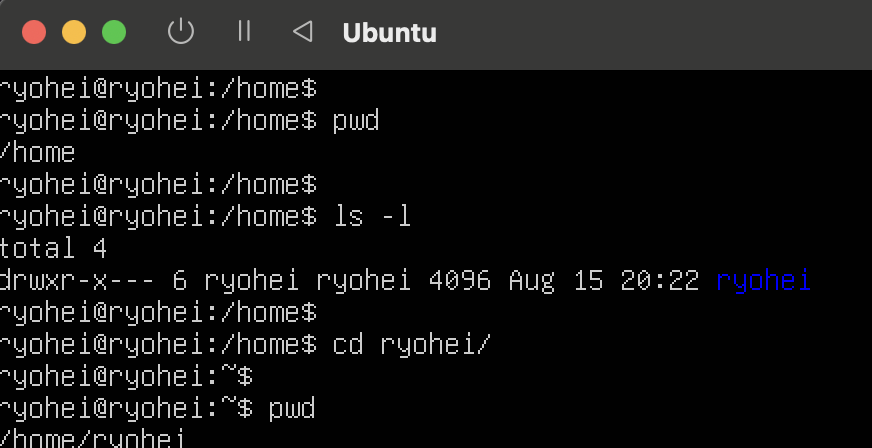 Ubuntu
ryohei@ryohei:/home$
ryohei@ryohei:/home$ pwd
/home
ryohei@ryohei:/home$
ryohei@ryohei:/home$ ls -l
total 4
drwxr-x--- 6 ryohei ryohei 4096 Aug 15 20:22 ryohei
ryohei@ryohei:/home$
ryohei@ryohei:/home$ cd ryohei/
ryohei@ryohei:~$
ryohei@ryohei:~$ pwd
/home/ryohei